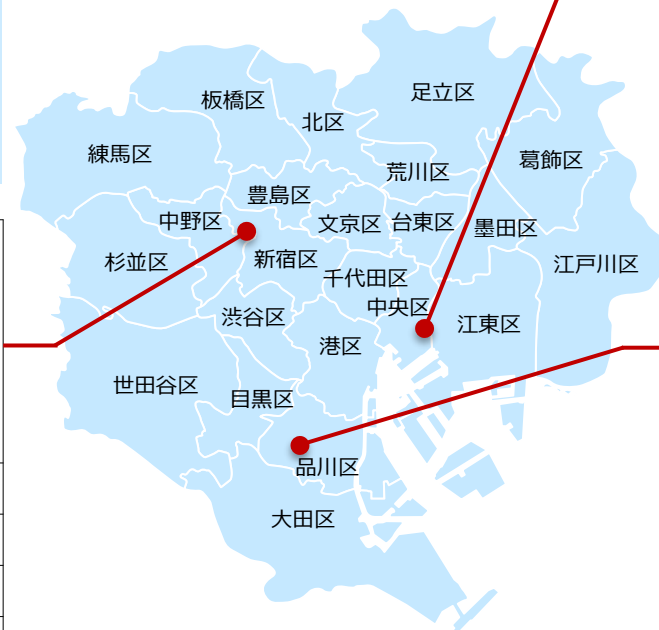 足立区
板橋区
北区
練馬区
葛飾区
荒川区
豊島区
中野区
文京区
台東区
墨田区
杉並区
新宿区
江戸川区
千代田区
中央区
渋谷区
江東区
港区
世田谷区
目黒区
品川区
大田区